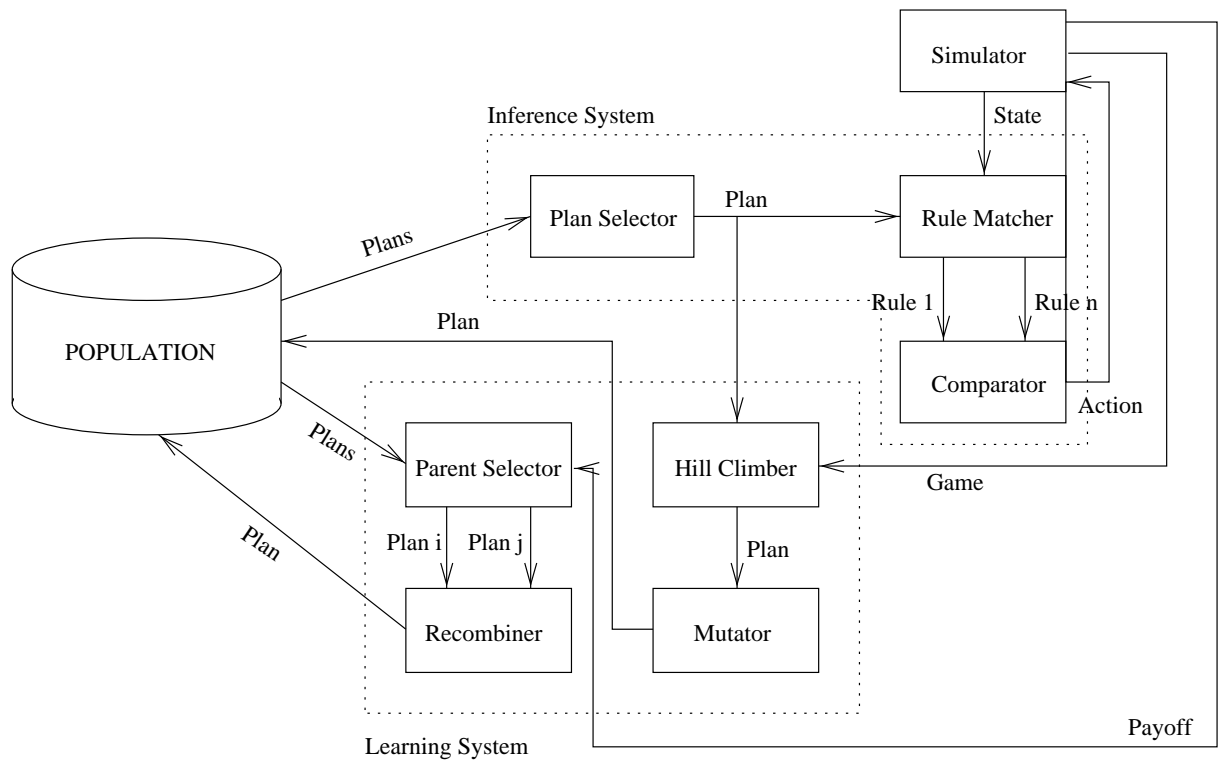 Simulator
Inference System
State
Plan Selector
Plan
Rule Matcher
Plans
Rule 1
Rule n
Plan
POPULATION
Comparator
Action
Plans
Parent Selector
Hill Climber
Game
Plan
Plan i
Plan j
Plan
Recombiner
Mutator
Payoff
Learning System